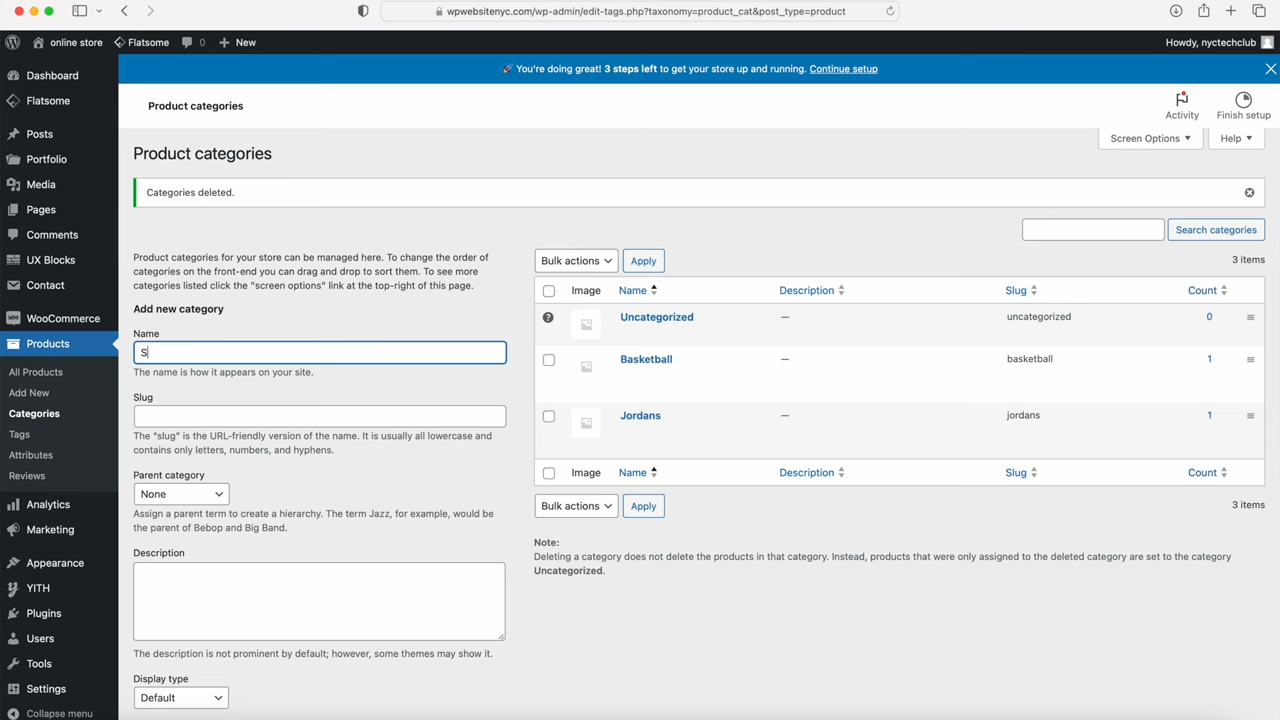 wpwebsitenyc.com/wp-admin/edit-tags.php?taxonomy=product_cat&post_type=product
online store
Flatsome
0
New
Howdy, nyctechclub
🚀 You're doing great! 3 steps left to get your store up and running. Continue setup
Dashboard
Flatsome
Posts
Portfolio
Media
Pages
Comments
UX Blocks
Contact
WooCommerce
Products
All Products
Add New
Categories
Tags
Attributes
Reviews
Analytics
Marketing
Appearance
YITH
Plugins
Users
Tools
Settings
Collapse menu
Product categories
Activity
Finish setup
Screen Options
Help
Product categories
Categories deleted.
Search categories
Product categories for your store can be managed here. To change the order of
categories on the front-end you can drag and drop to sort them. To see more
categories listed click the "screen options" link at the top-right of this page.
Add new category
Name
S
The name is how it appears on your site.
Slug
The “slug” is the URL-friendly version of the name. It is usually all lowercase and
contains only letters, numbers, and hyphens.
Parent category
None
Assign a parent term to create a hierarchy. The term Jazz, for example, would be
the parent of Bebop and Big Band.
Description
The description is not prominent by default; however, some themes may show it.
Display type
Default
Bulk actions
Apply
3 items
Image Name Description Slug Count
? Uncategorized — uncategorized 0
Basketball — basketball 1
Jordans — jordans 1
Image Name Description Slug Count
Bulk actions
Apply
3 items
Note:
Deleting a category does not delete the products in that category. Instead, products that were only assigned to the deleted category are set to the category
Uncategorized.